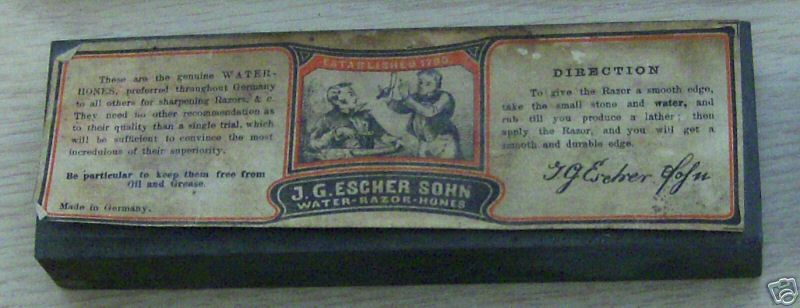 These are the genuine WATER-
HONES, preferred throughout Germany
to all others for sharpening Razors, & c.
They need no other recommendation as
to their quality than a single trial, which
will be sufficient to convince the most
incredulous of their superiority.
Be particular to keep them free from
Oil and Grease.
Made in Germany.
ESTABLISHED 1780.
J. G. ESCHER SOHN
WATER-RAZOR-HONES
DIRECTION
To give the Razor a smooth edge,
take the small stone and water, and
rub till you produce a lather; then
apply the Razor, and you will get a
smooth and durable edge.
J G Escher Sohn